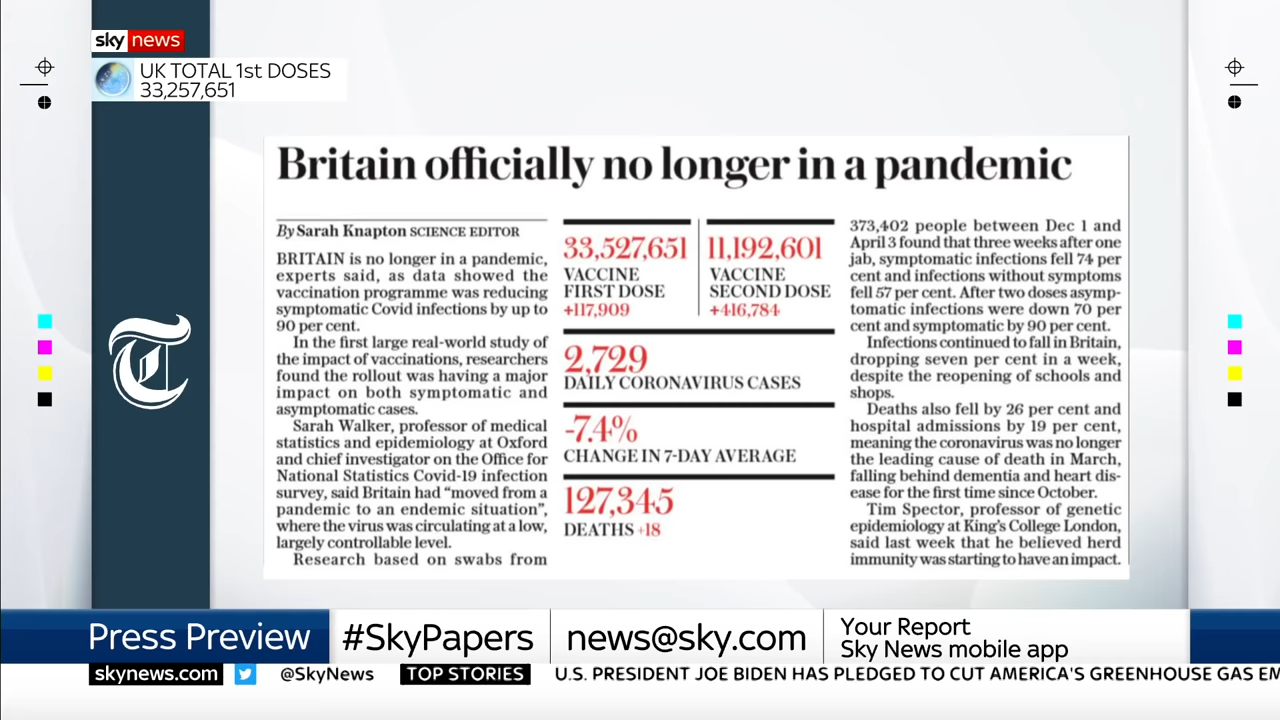 sky news
UK TOTAL 1st DOSES
33,257,651
Britain officially no longer in a pandemic
By Sarah Knapton SCIENCE EDITOR
BRITAIN is no longer in a pandemic,
experts said, as data showed the
vaccination programme was reducing
symptomatic Covid infections by up to
90 per cent.
In the first large real-world study of
the impact of vaccinations, researchers
found the rollout was having a major
impact on both symptomatic and
asymptomatic cases.
Sarah Walker, professor of medical
statistics and epidemiology at Oxford
and chief investigator on the Office for
National Statistics Covid-19 infection
survey, said Britain had “moved from a
pandemic to an endemic situation”,
where the virus was circulating at a low,
largely controllable level.
Research based on swabs from
33,527,651
VACCINE
FIRST DOSE
+117,909
11,192,601
VACCINE
SECOND DOSE
+416,784
2,729
DAILY CORONAVIRUS CASES
-7.4%
CHANGE IN 7-DAY AVERAGE
127,345
DEATHS +18
373,402 people between Dec 1 and
April 3 found that three weeks after one
jab, symptomatic infections fell 74 per
cent and infections without symptoms
fell 57 per cent. After two doses asymp-
tomatic infections were down 70 per
cent and symptomatic by 90 per cent.
Infections continued to fall in Britain,
dropping seven per cent in a week,
despite the reopening of schools and
shops.
Deaths also fell by 26 per cent and
hospital admissions by 19 per cent,
meaning the coronavirus was no longer
the leading cause of death in March,
falling behind dementia and heart dis-
ease for the first time since October.
Tim Spector, professor of genetic
epidemiology at King's College London,
said last week that he believed herd
immunity was starting to have an impact.
T
Press Preview
#SkyPapers
news@sky.com
Your Report
Sky News mobile app
skynews.com
@SkyNews
TOP STORIES
U.S. PRESIDENT JOE BIDEN HAS PLEDGED TO CUT AMERICA'S GREENHOUSE GAS EM